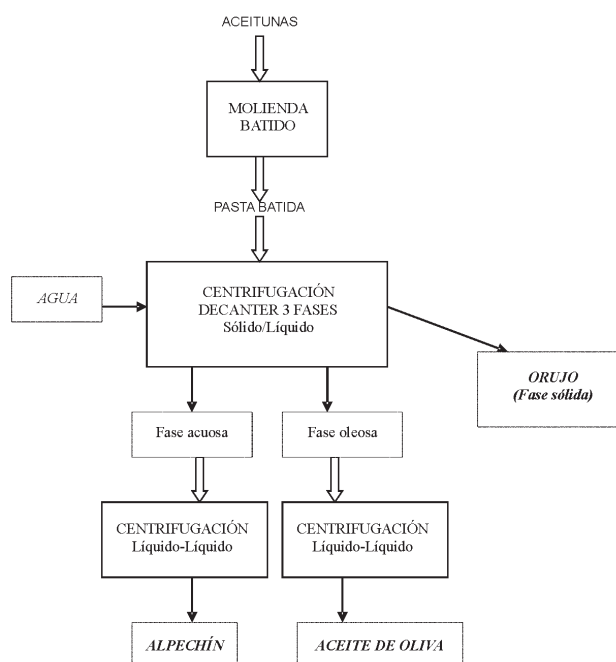 ACEITUNAS
MOLIENDA
BATIDO
PASTA BATIDA
AGUA
CENTRIFUGACIÓN
DECANTER 3 FASES
Sólido/Líquido
ORUJO
(Fase sólida)
Fase acuosa
Fase oleosa
CENTRIFUGACIÓN
Líquido-Líquido
CENTRIFUGACIÓN
Líquido-Líquido
ALPECHÍN
ACEITE DE OLIVA